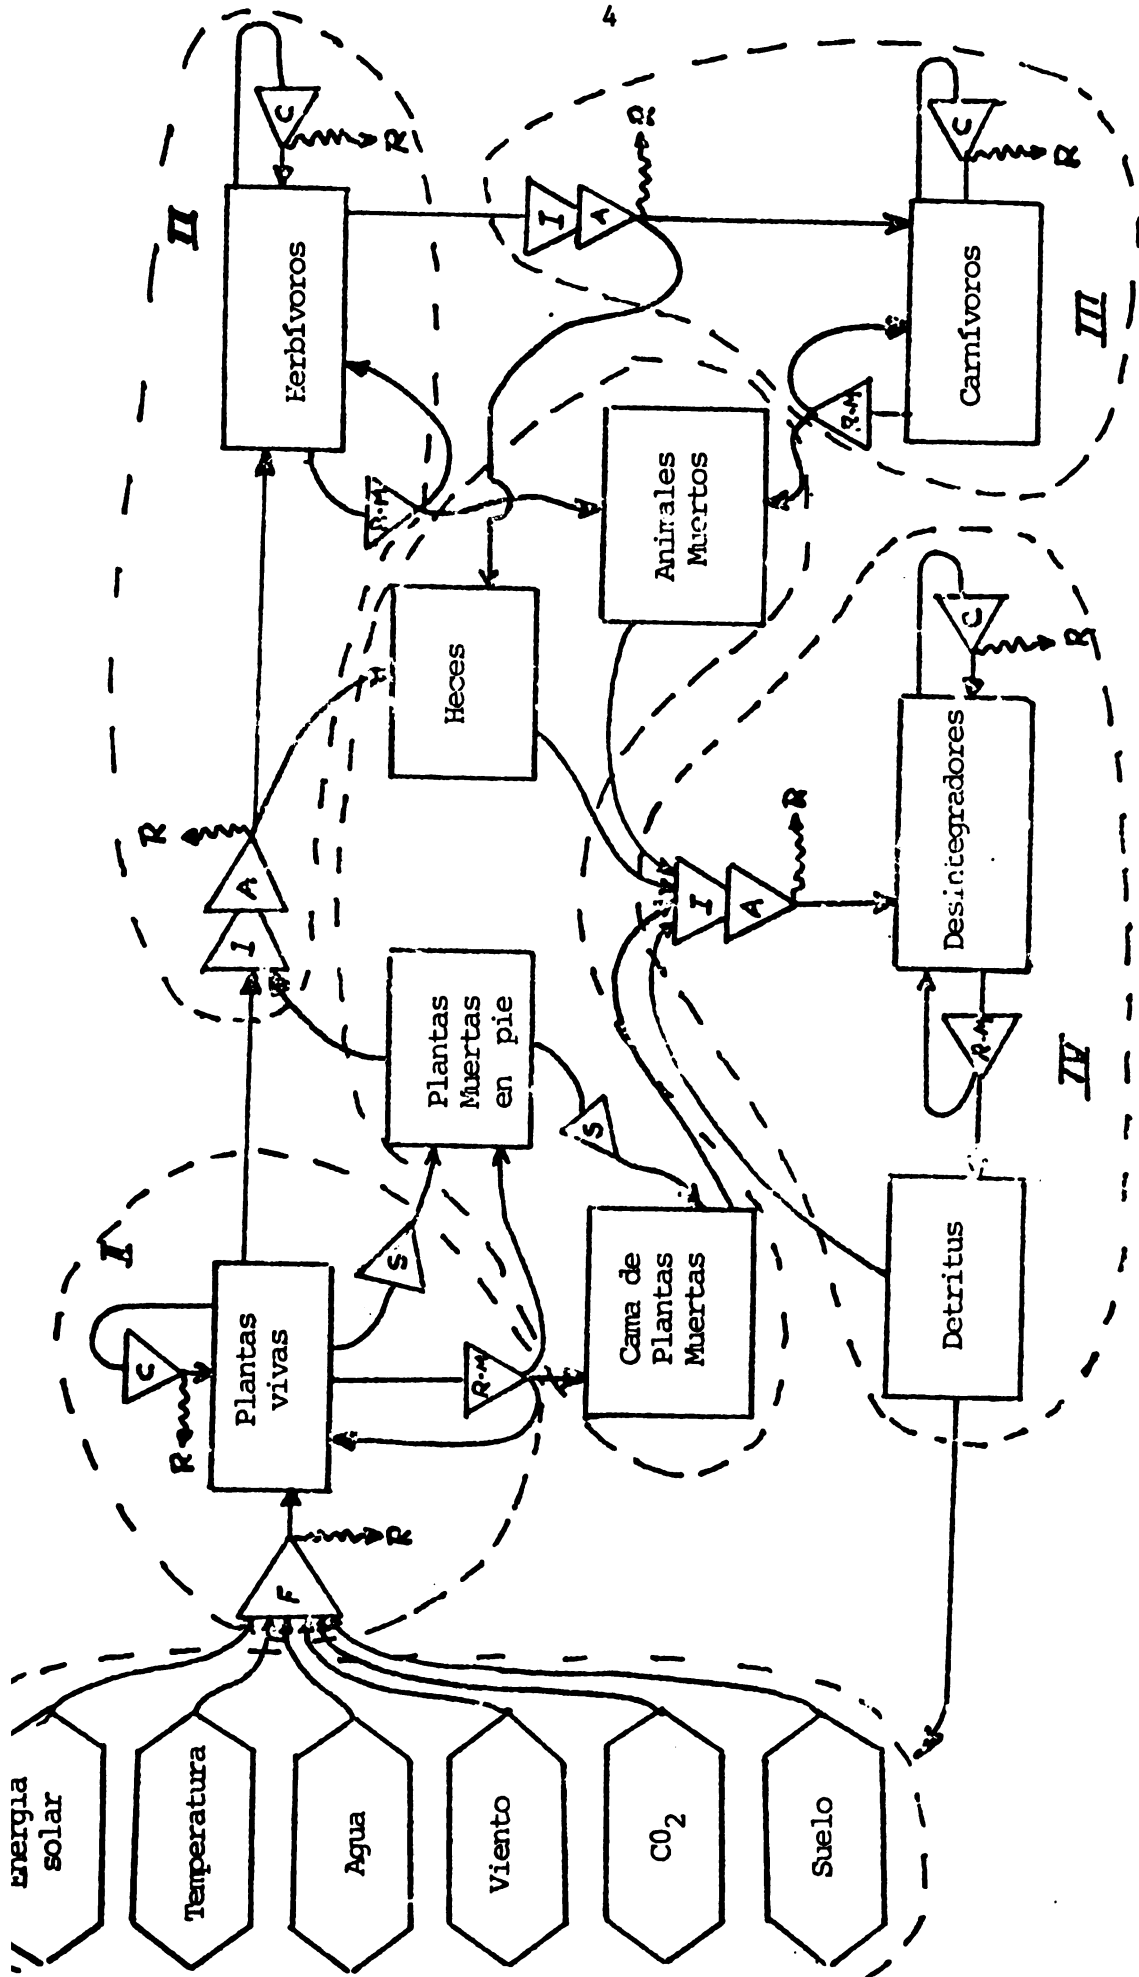 4
Energia
solar
Temperatura
Agua
Viento
CO2
Suelo
F
R
I
C
R
Plantas
vivas
S
R·M
Plantas
Muertas
en pie
S
Cama de
Plantas
Muertas
II
I
A
R
Herbívoros
C
R
R·M
Heces
Animales
Muertos
I
A
R
III
Carnívoros
C
R
R·M
I
A
R
IV
Desintegradores
C
R
R·M
Detritus